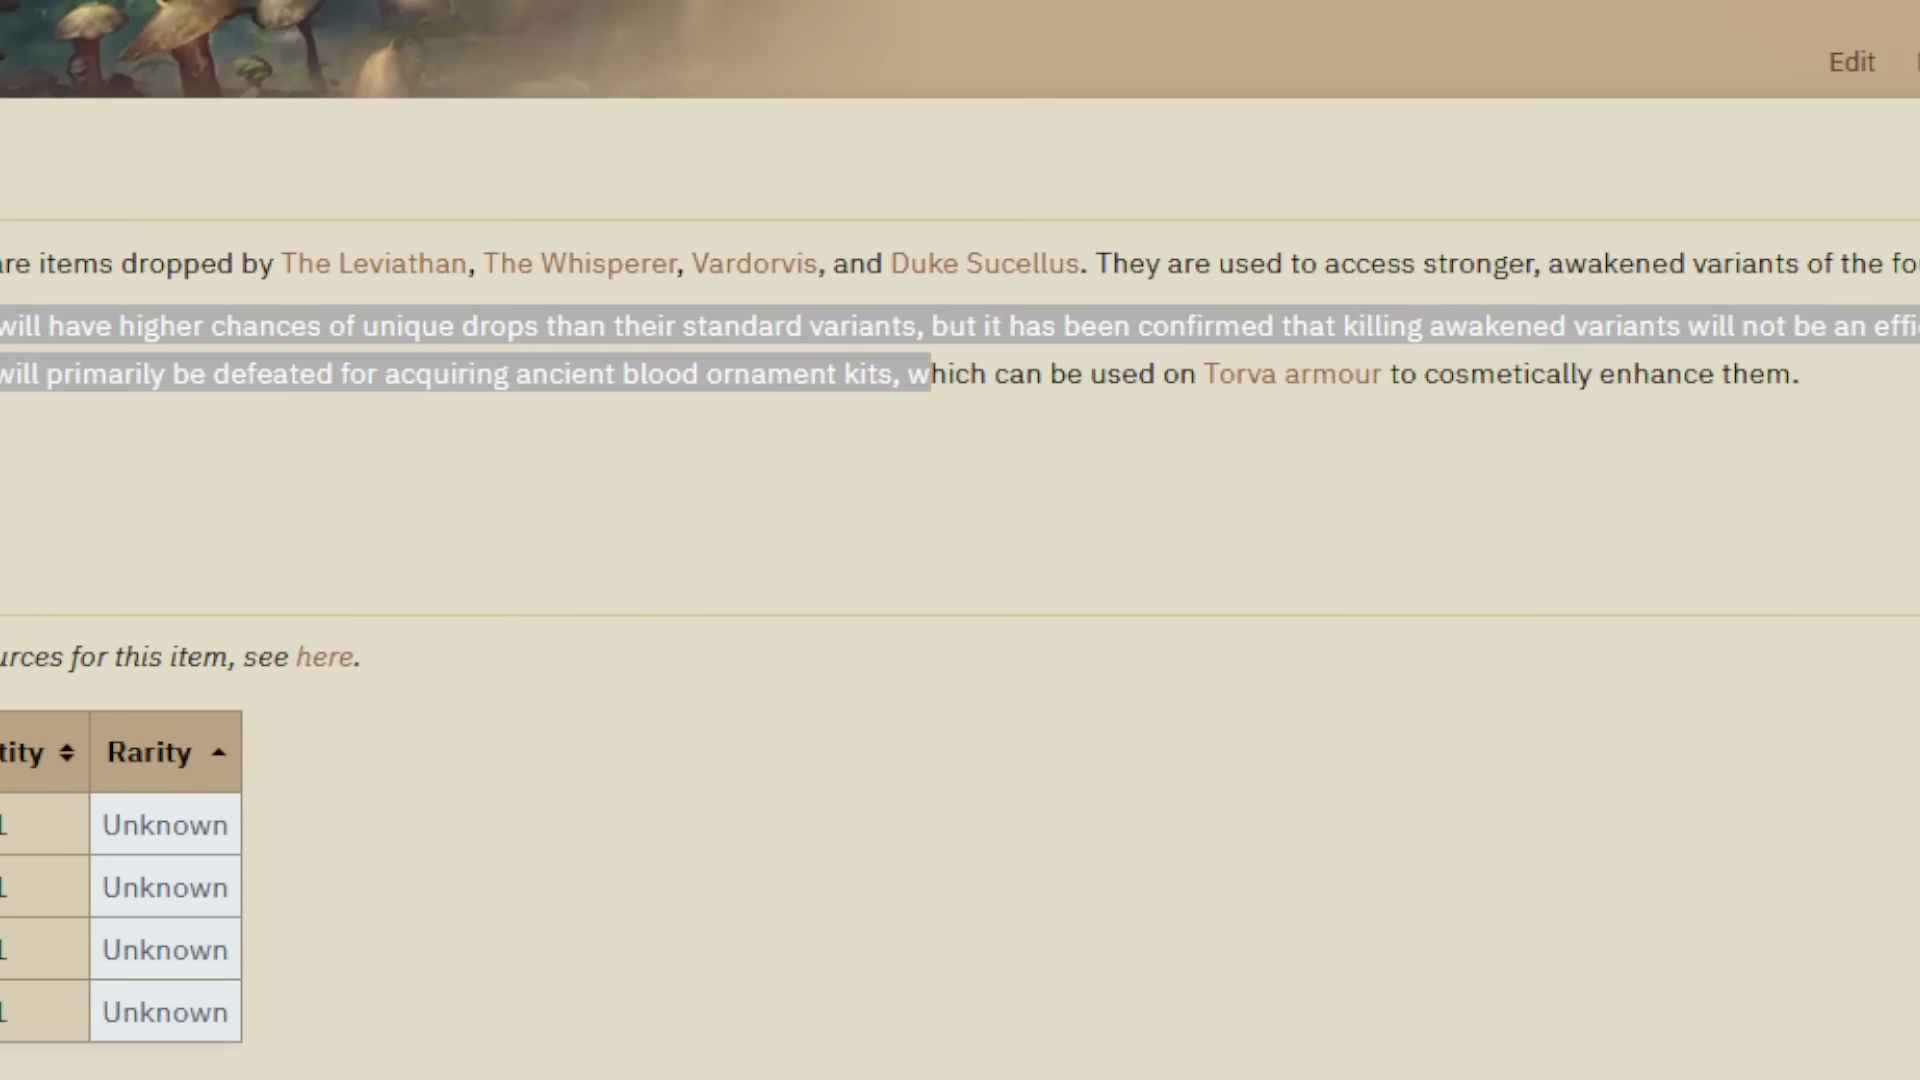 Edit
are items dropped by The Leviathan, The Whisperer, Vardorvis, and Duke Sucellus. They are used to access stronger, awakened variants of the
will have higher chances of unique drops than their standard variants, but it has been confirmed that killing awakened variants will not be an
will primarily be defeated for acquiring ancient blood ornament kits, which can be used on Torva armour to cosmetically enhance them.
for this item, see here.
Rarity
1 Unknown
1 Unknown
1 Unknown
1 Unknown